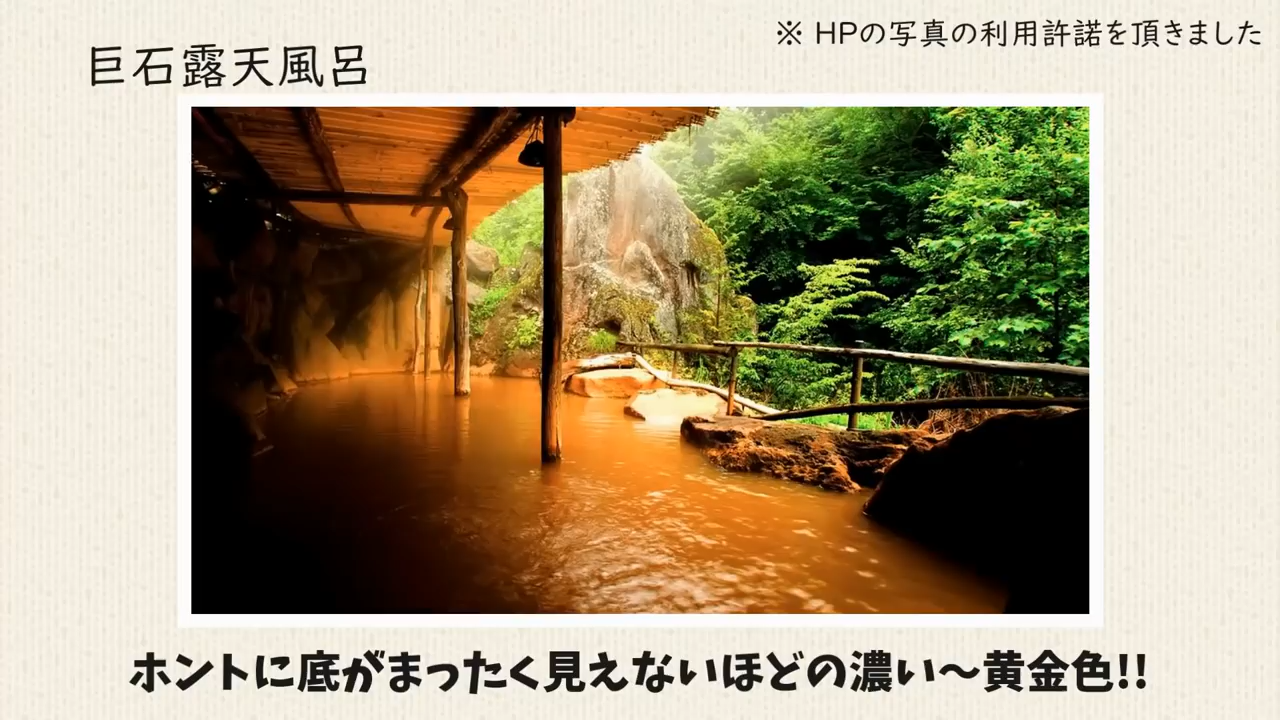 ※ HPの写真の利用許諾を頂きました
巨石露天風呂
ホントに底がまったく見えないほどの濃い～黄金色!!